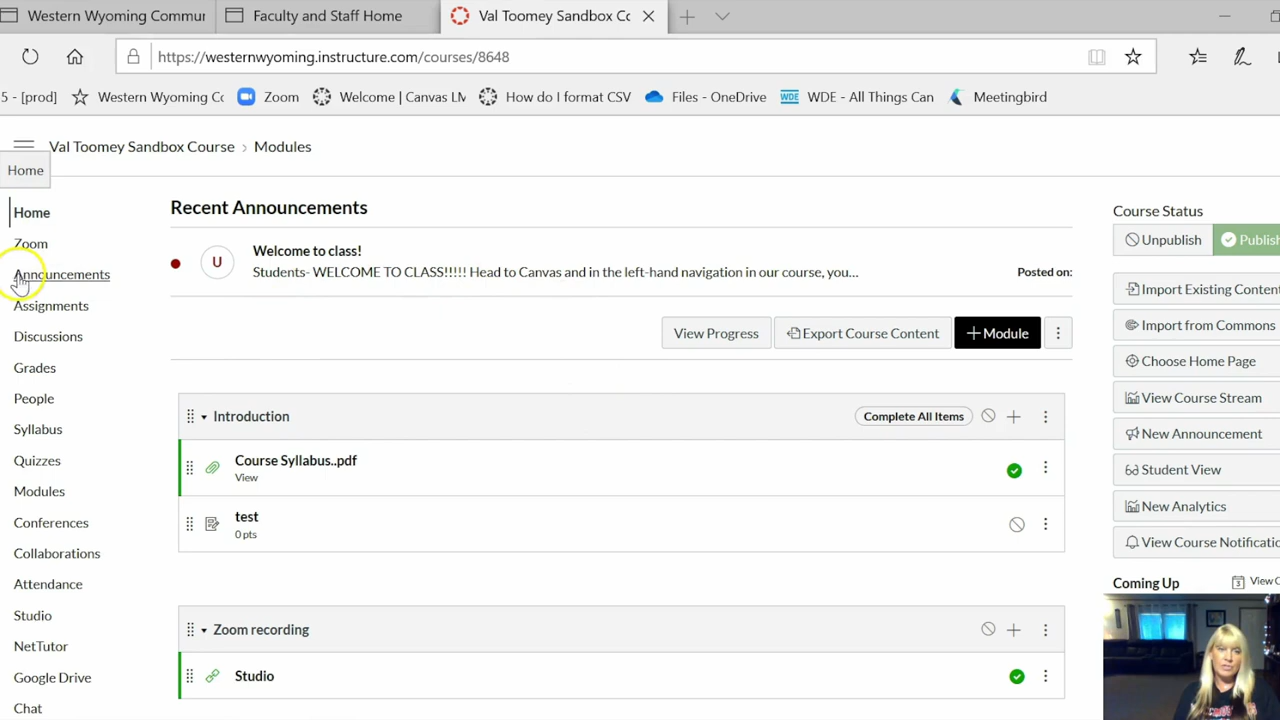 Western Wyoming Commun
Faculty and Staff Home
Val Toomey Sandbox Co
https://westernwyoming.instructure.com/courses/8648
5 - [prod]
Western Wyoming Co
Zoom
Welcome | Canvas LM
How do I format CSV
Files - OneDrive
WDE
WDE - All Things Can
Meetingbird
Val Toomey Sandbox Course › Modules
Home
Home
Zoom
Announcements
Assignments
Discussions
Grades
People
Syllabus
Quizzes
Modules
Conferences
Collaborations
Attendance
Studio
NetTutor
Google Drive
Chat
Recent Announcements
U
Welcome to class!
Students- WELCOME TO CLASS!!!!! Head to Canvas and in the left-hand navigation in our course, you...
Posted on:
View Progress
Export Course Content
+ Module
Introduction
Complete All Items
Course Syllabus..pdf
View
test
0 pts
Zoom recording
Studio
Course Status
Unpublish
Publish
Import Existing Content
Import from Commons
Choose Home Page
View Course Stream
New Announcement
Student View
New Analytics
View Course Notificatio
Coming Up
View C